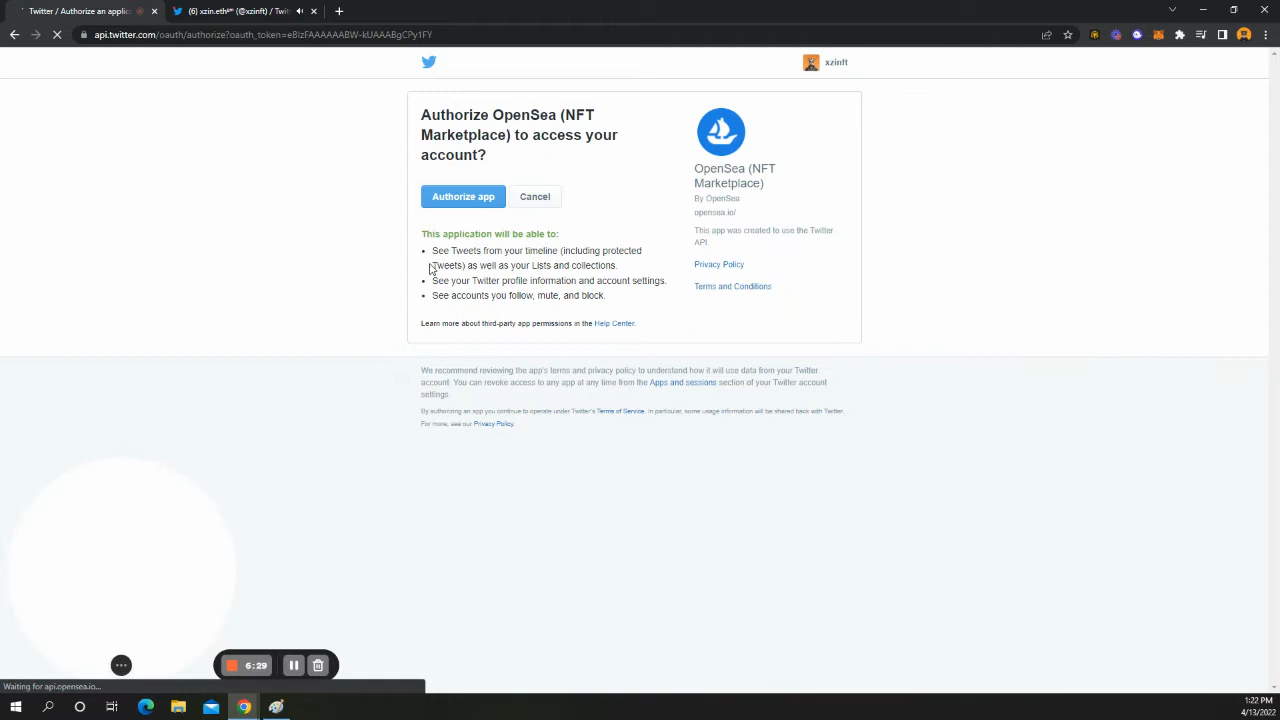 Twitter / Authorize an applic
(6) xzin.eth (@xzinft) / Twitt
api.twitter.com/oauth/authorize?oauth_token=eBIzFAAAAAABW-kUAAABgCPy1FY
xzinft
Authorize OpenSea (NFT
Marketplace) to access your
account?
Authorize app
Cancel
This application will be able to:
See Tweets from your timeline (including protected
Tweets) as well as your Lists and collections.
See your Twitter profile information and account settings.
See accounts you follow, mute, and block.
Learn more about third-party app permissions in the Help Center.
OpenSea (NFT
Marketplace)
By OpenSea
opensea.io/
This app was created to use the Twitter
API.
Privacy Policy
Terms and Conditions
We recommend reviewing the app's terms and privacy policy to understand how it will use data from your Twitter
account. You can revoke access to any app at any time from the Apps and sessions section of your Twitter account
settings.
By authorizing an app you continue to operate under Twitter's Terms of Service. In particular, some usage information will be shared back with Twitter.
For more, see our Privacy Policy.
6:29
Waiting for api.opensea.io...
1:22 PM
4/13/2022